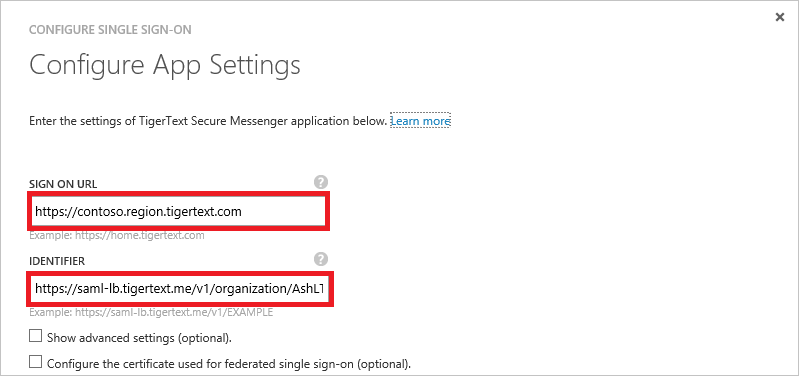 CONFIGURE SINGLE SIGN-ON
Configure App Settings
Enter the settings of TigerText Secure Messenger application below. Learn more
SIGN ON URL ?
https://contoso.region.tigertext.com
Example: https://home.tigertext.com
IDENTIFIER ?
https://saml-lb.tigertext.me/v1/organization/AshL1
Example: https://saml-lb.tigertext.me/v1/EXAMPLE
Show advanced settings (optional).
Configure the certificate used for federated single sign-on (optional).